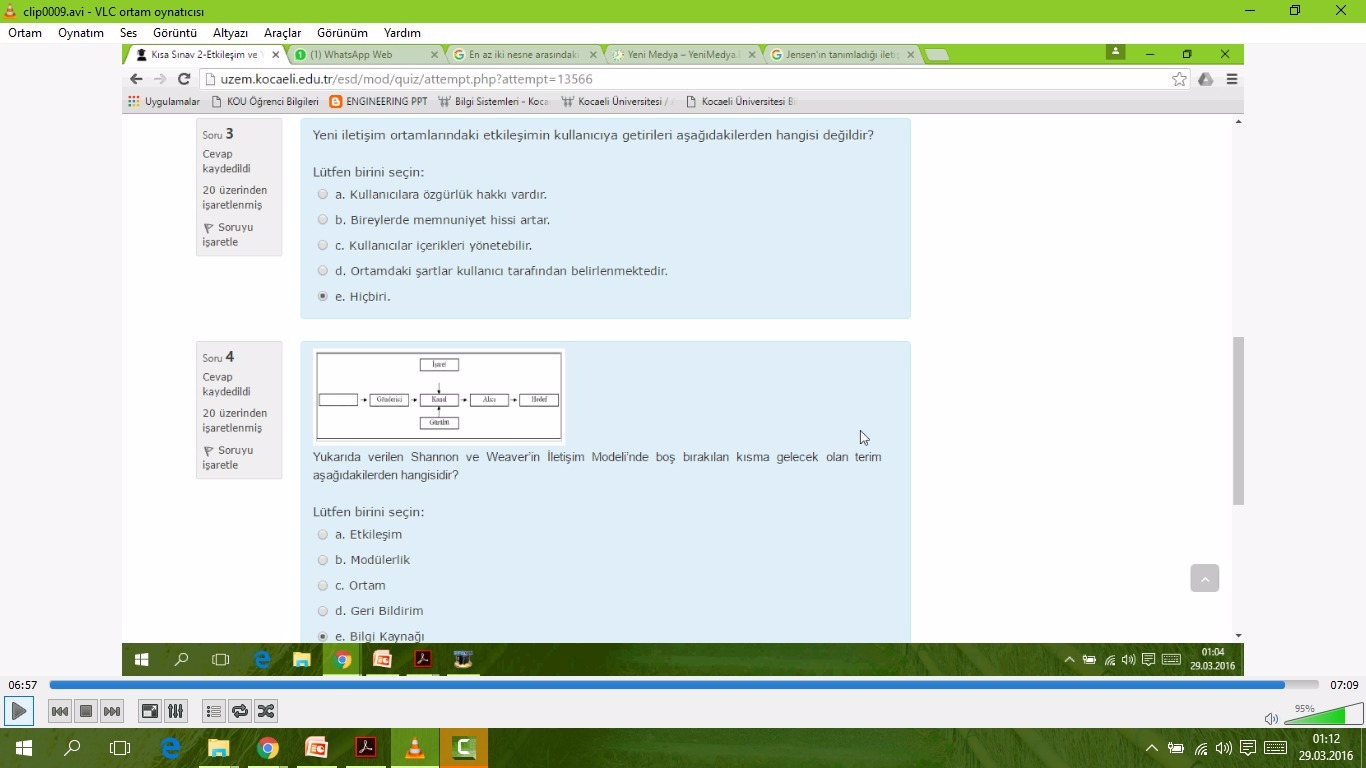 clip0009.avi - VLC ortam oynatıcısı
Ortam Oynatım Ses Görüntü Altyazı Araçlar Görünüm Yardım
Kısa Sınav 2-Etkileşim ve
(1) WhatsApp Web
En az iki nesne arasındaki
Yeni Medya – YeniMedya.
Jensen'ın tanımladığı ileti
uzem.kocaeli.edu.tr/esd/mod/quiz/attempt.php?attempt=13566
Uygulamalar KOU Öğrenci Bilgileri ENGINEERING PPT Bilgi Sistemleri - Koca Kocaeli Üniversitesi / Kocaeli Üniversitesi B
Soru 3
Cevap
kaydedildi
20 üzerinden
işaretlenmiş
Soruyu
işaretle
Yeni iletişim ortamlarındaki etkileşimin kullanıcıya getirileri aşağıdakilerden hangisi değildir?
Lütfen birini seçin:
a. Kullanıcılara özgürlük hakkı vardır.
b. Bireylerde memnuniyet hissi artar.
c. Kullanıcılar içerikleri yönetebilir.
d. Ortamdaki şartlar kullanıcı tarafından belirlenmektedir.
e. Hiçbiri.
Soru 4
Cevap
kaydedildi
20 üzerinden
işaretlenmiş
Soruyu
işaretle
İşaret
Gönderici Kanal Alıcı Hedef
Gürültü
Yukarıda verilen Shannon ve Weaver'in İletişim Modeli'nde boş bırakılan kısma gelecek olan terim
aşağıdakilerden hangisidir?
Lütfen birini seçin:
a. Etkileşim
b. Modülerlik
c. Ortam
d. Geri Bildirim
e. Bilgi Kaynağı
01:04
29.03.2016
06:57
07:09
95%
01:12
29.03.2016